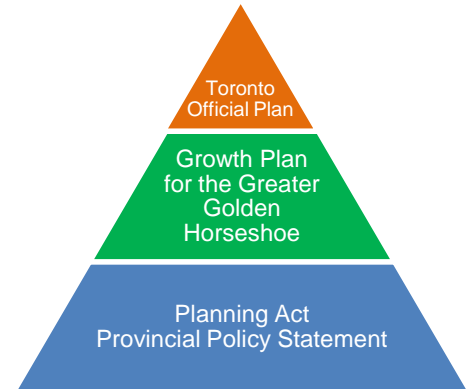 Toronto
Official Plan
Growth Plan
for the Greater
Golden
Horseshoe
Planning Act
Provincial Policy Statement